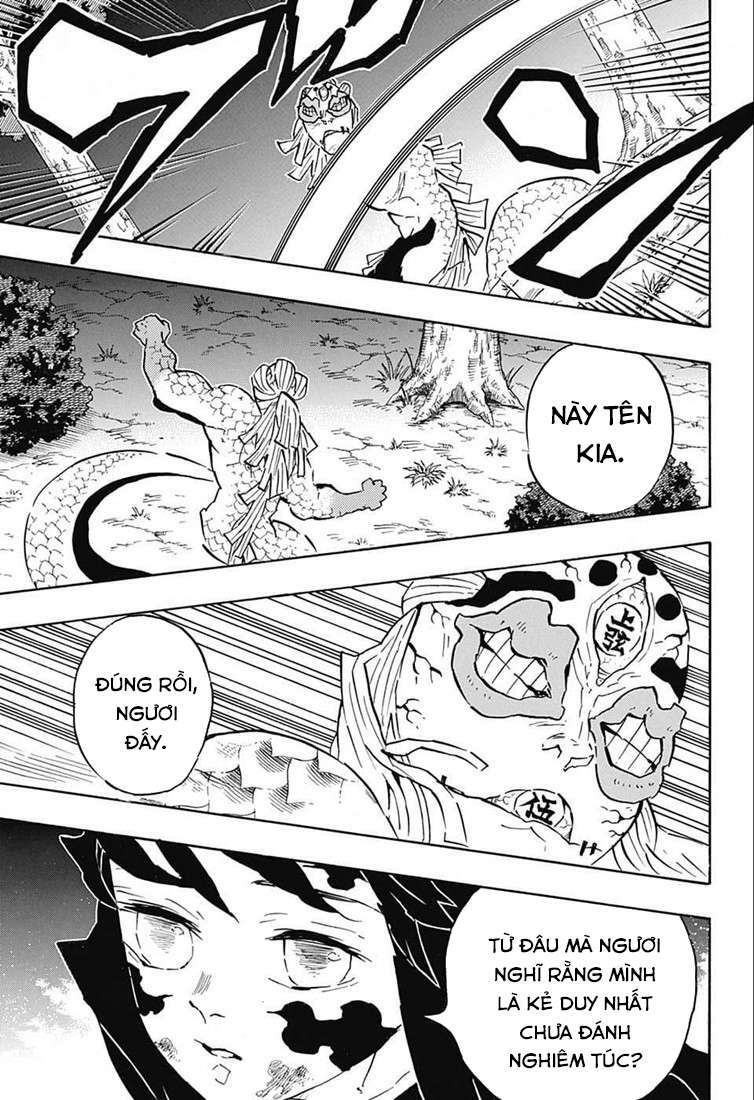 NÀY TÊN
KIA.
上弦
伍
ĐÚNG RỒI,
NGƯƠI
ĐẤY.
TỪ ĐÂU MÀ NGƯƠI
NGHĨ RẰNG MÌNH
LÀ KẺ DUY NHẤT
CHƯA ĐÁNH
NGHIÊM TÚC?